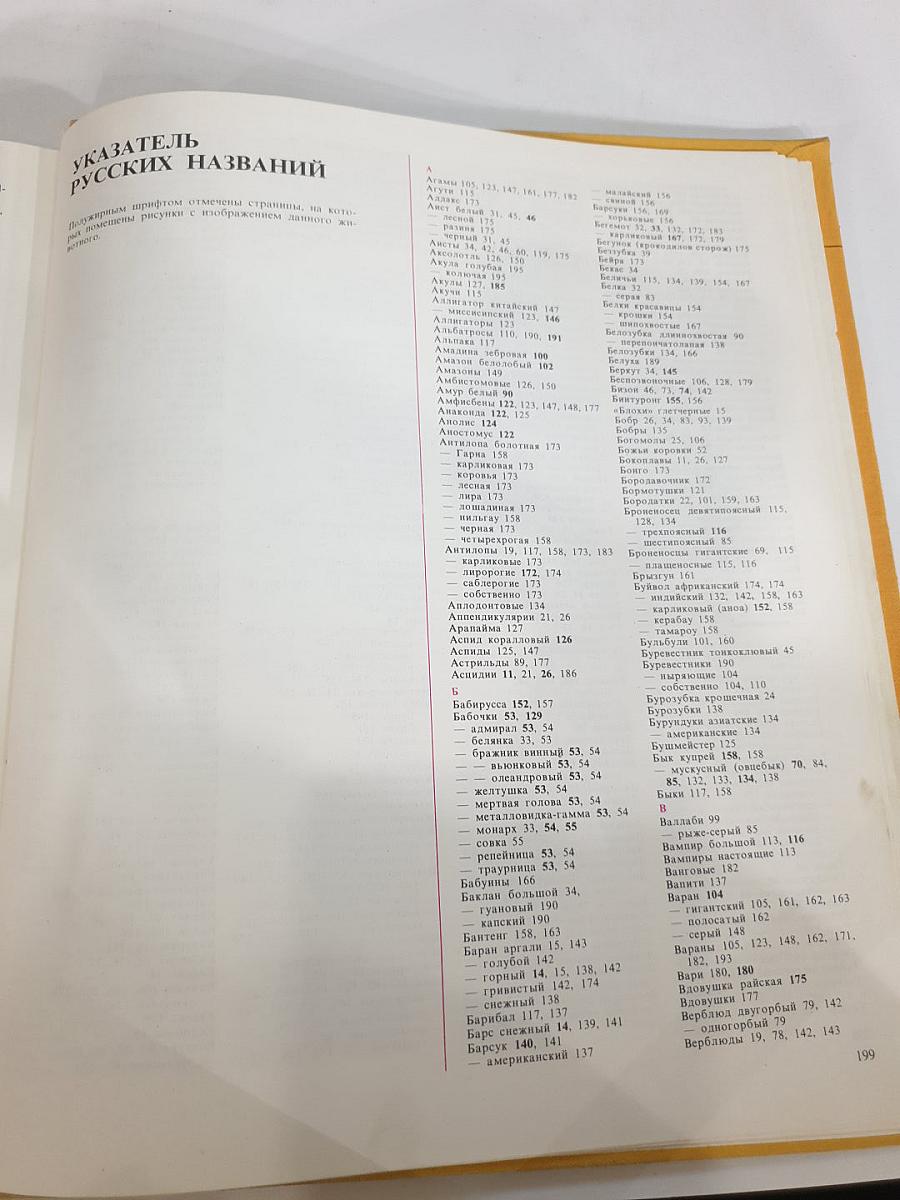 УКАЗАТЕЛЬ
РУССКИХ НАЗВАНИЙ
Полужирным шрифтом отмечены страницы, на кото-
рых помещены рисунки с изображением данного жи-
вотного.
А
Агамы 105, 123, 147, 161, 177, 182
Агути 115
Аддакс 173
Аист белый 31, 45, 46
— лесной 175
— разиня 175
— черный 31, 45
Аисты 34, 42, 46, 60, 119, 175
Аксолотль 126, 150
Акула голубая 195
— колючая 195
Акулы 127, 185
Акучи 115
Аллигатор китайский 147
— миссисипский 123, 146
Аллигаторы 123
Альбатросы 110, 190, 191
Альпака 117
Амадина зебровая 100
Амазон белолобый 102
Амазоны 149
Амбистомовые 126, 150
Амур белый 90
Амфисбены 122, 123, 147, 148, 177
Анаконда 122, 125
Анолис 124
Аностомус 122
Антилопа болотная 173
— Гарна 158
— карликовая 173
— коровья 173
— лесная 173
— лира 173
— лошадиная 173
— нильгау 158
— черная 173
— четырехрогая 158
Антилопы 19, 117, 158, 173, 183
— карликовые 173
— лиророгие 172, 174
— саблерогие 173
— собственно 173
Аплодонтовые 134
Аппендикулярии 21, 26
Арапайма 127
Аспид коралловый 126
Аспиды 125, 147
Астрильды 89, 177
Асцидии 11, 21, 26, 186
Б
Бабирусса 152, 157
Бабочки 53, 129
— адмирал 53, 54
— белянка 33, 53
— бражник винный 53, 54
— — вьюнковый 53, 54
— — олеандровый 53, 54
— желтушка 53, 54
— мертвая голова 53, 54
— металловидка-гамма 53, 54
— монарх 33, 54, 55
— совка 55
— репейница 53, 54
— траурница 53, 54
Бабуины 166
Баклан большой 34,
— гуановый 190
— капский 190
Бантенг 158, 163
Баран аргали 15, 143
— голубой 142
— горный 14, 15, 138, 142
— гривистый 142, 174
— снежный 138
Барибал 117, 137
Барс снежный 14, 139, 141
Барсук 140, 141
— американский 137
— малайский 156
— свиной 156
Барсуки 156, 169
— хорьковые 156
Бегемот 32, 33, 132, 172, 183
— карликовый 167, 172, 179
Бегунок (крокодилов сторож) 175
Беззубка 39
Бейра 173
Бекас 34
Беличьи 115, 134, 139, 154, 167
Белка 32
— серая 83
Белки красавицы 154
— крошки 154
— шипохвостые 167
Белозубка длиннохвостая 90
— перепончатолапая 138
Белозубки 134, 166
Белуха 189
Беркут 34, 145
Беспозвоночные 106, 128, 179
Бизон 46, 73, 74, 142
Бинтуронг 155, 156
«Блохи» глетчерные 15
Бобр 26, 34, 83, 93, 139
Бобры 135
Богомолы 25, 106
Божьи коровки 52
Бокоплавы 11, 26, 127
Бонго 173
Бородавочник 172
Бормотушки 121
Бородатки 22, 101, 159, 163
Броненосец девятипоясный 115,
128, 134
— трехпоясный 116
— шестипоясный 85
Броненосцы гигантские 69, 115
— плащеносные 115, 116
Брызгун 161
Буйвол африканский 174, 174
— индийский 132, 142, 158, 163
— карликовый (аноа) 152, 158
— керабау 158
— тамароу 158
Бульбули 101, 160
Буревестник тонкоклювый 45
Буревестники 190
— ныряющие 104
— собственно 104, 110
Бурозубка крошечная 24
Бурозубки 138
Бурундуки азиатские 134
— американские 134
Бушмейстер 125
Бык купрей 158, 158
— мускусный (овцебык) 70, 84,
85, 132, 133, 134, 138
Быки 117, 158
В
Валлаби 99
— рыже-серый 85
Вампир большой 113, 116
Вампиры настоящие 113
Ванговые 182
Вапити 137
Варан 104
— гигантский 105, 161, 162, 163
— полосатый 162
— серый 148
Вараны 105, 123, 148, 162, 171,
182, 193
Вари 180, 180
Вдовушка райская 175
Вдовушки 177
Верблюд двугорбый 79, 142
— одногорбый 79
Верблюды 19, 78, 142, 143
199